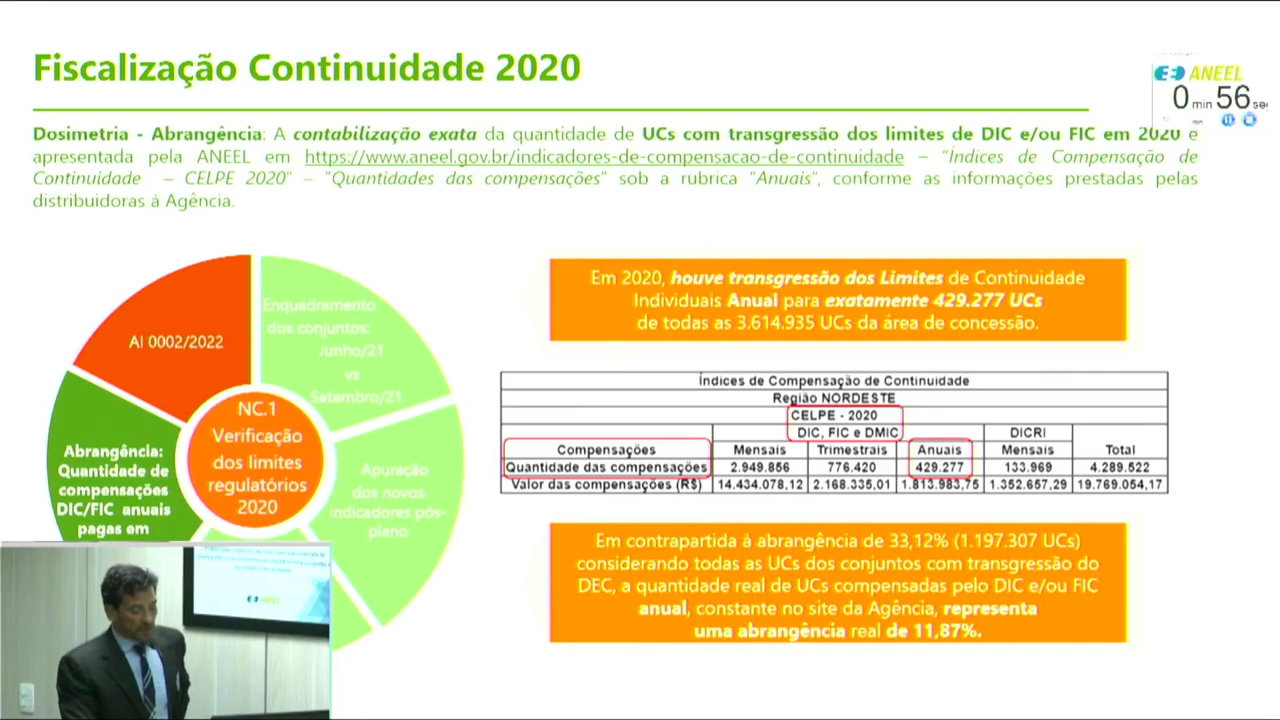 Fiscalização Continuidade 2020
ANEEL
0 min 56 seg
Dosimetria - Abrangência: A contabilização exata da quantidade de UCs com transgressão dos limites de DIC e/ou FIC em 2020 é
apresentada pela ANEEL em https://www.aneel.gov.br/indicadores-de-compensacao-de-continuidade – "Índices de Compensação de
Continuidade – CELPE 2020" – "Quantidades das compensações" sob a rubrica "Anuais", conforme as informações prestadas pelas
distribuidoras à Agência.
AI 0002/2022
Enquadramento
dos conjuntos:
Junho/21
vs
Setembro/21
NC.1
Verificação
dos limites
regulatórios
2020
Abrangência:
Quantidade de
compensações
DIC/FIC anuais
pagas em
Apuração
dos novos
indicadores pós-
plano
Em 2020, houve transgressão dos Limites de Continuidade
Individuais Anual para exatamente 429.277 UCs
de todas as 3.614.935 UCs da área de concessão.
Índices de Compensação de Continuidade
Região NORDESTE
CELPE - 2020
DIC, FIC e DMIC DICRI
Compensações Mensais Trimestrais Anuais Mensais Total
Quantidade das compensações 2.949.856 776.420 429.277 133.969 4.289.522
Valor das compensações (R$) 14.434.078,12 2.168.335,01 1.813.983,75 1.352.657,29 19.769.054,17
Em contrapartida à abrangência de 33,12% (1.197.307 UCs)
considerando todas as UCs dos conjuntos com transgressão do
DEC, a quantidade real de UCs compensadas pelo DIC e/ou FIC
anual, constante no site da Agência, representa
uma abrangência real de 11,87%.
ANEEL